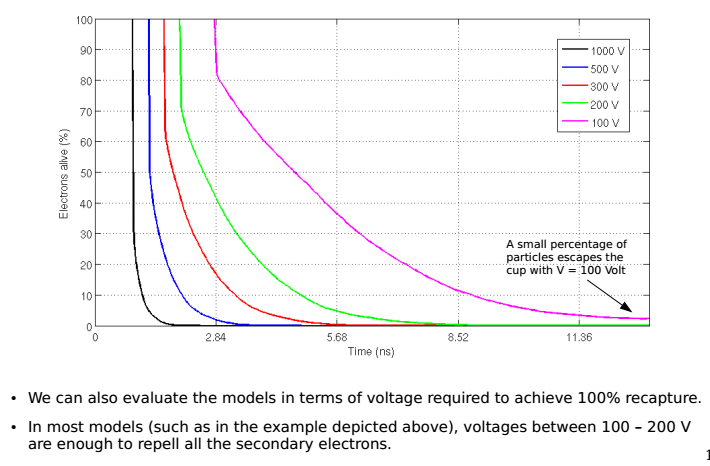 100
90
80
70
60
50
40
30
20
10
0
Electrons alive (%)
1000 V
500 V
300 V
200 V
100 V
A small percentage of
particles escapes the
cup with V = 100 Volt
0
2.84
5.68
8.52
11.36
Time (ns)
• We can also evaluate the models in terms of voltage required to achieve 100% recapture.
• In most models (such as in the example depicted above), voltages between 100 – 200 V
are enough to repell all the secondary electrons.
1